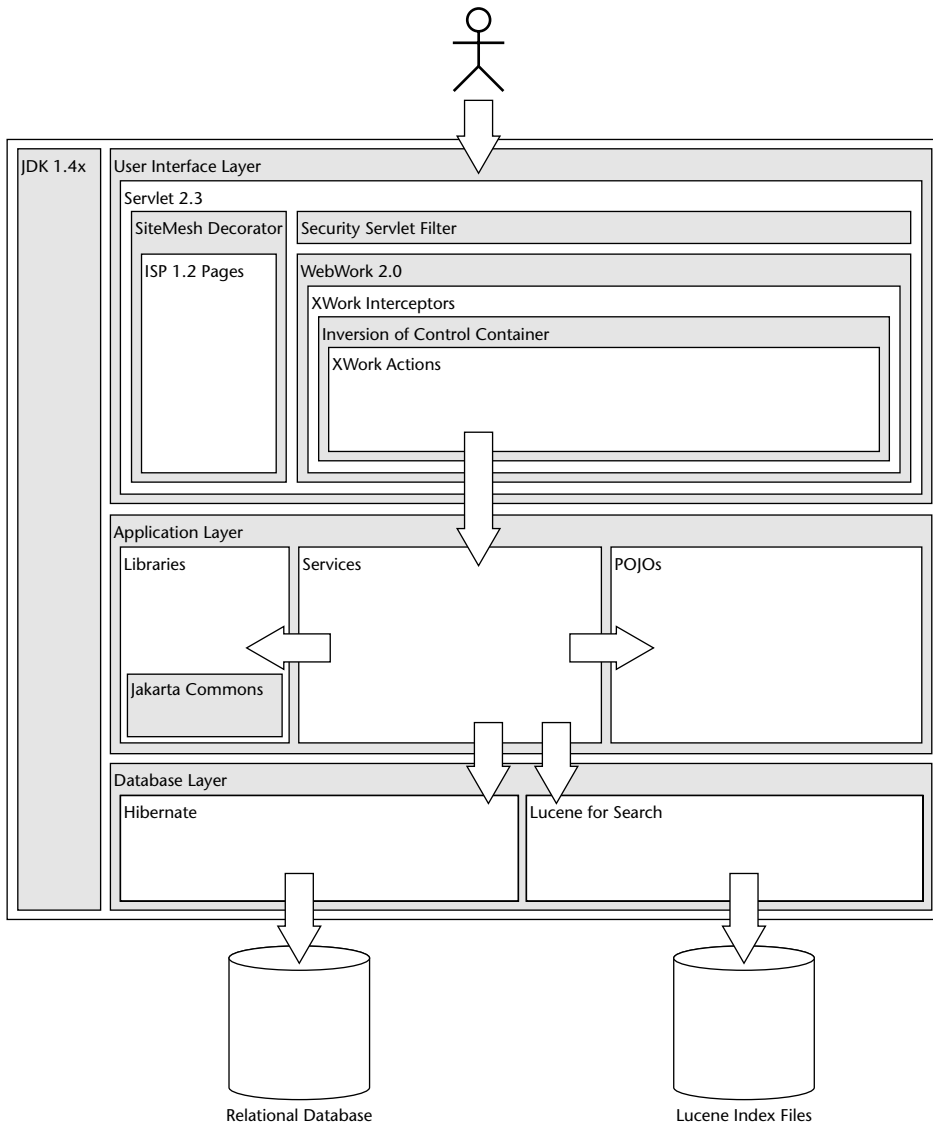 JDK 1.4x
User Interface Layer
Servlet 2.3
SiteMesh Decorator
Security Servlet Filter
ISP 1.2 Pages
WebWork 2.0
XWork Interceptors
Inversion of Control Container
XWork Actions
Application Layer
Libraries
Services
POJOs
Jakarta Commons
Database Layer
Hibernate
Lucene for Search
Relational Database
Lucene Index Files